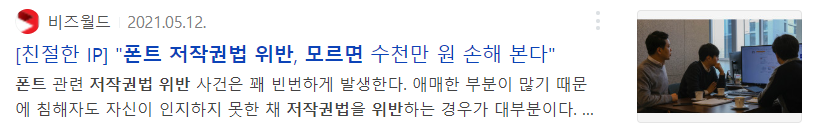 비즈월드 2021.05.12.
[친절한 IP] "폰트 저작권법 위반, 모르면 수천만 원 손해 본다"
폰트 관련 저작권법 위반 사건은 꽤 빈번하게 발생한다. 애매한 부분이 많기 때문
에 침해자도 자신이 인지하지 못한 채 저작권법을 위반하는 경우가 대부분이다. ...